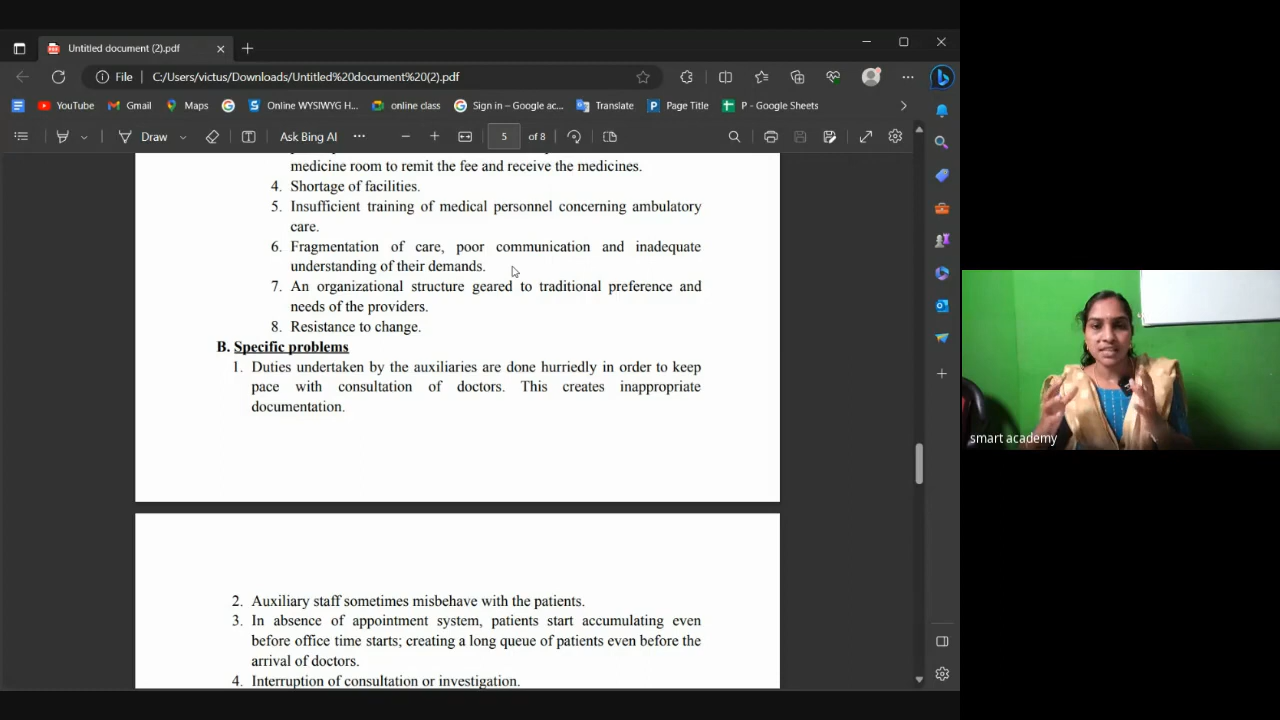 Untitled document (2).pdf
File
C:/Users/victus/Downloads/Untitled%20document%20(2).pdf
YouTube
Gmail
Maps
Online WYSIWYG H...
online class
Sign in – Google ac...
Translate
Page Title
P - Google Sheets
Draw
Ask Bing AI
5
of 8
medicine room to remit the fee and receive the medicines.
4. Shortage of facilities.
5. Insufficient training of medical personnel concerning ambulatory
care.
6. Fragmentation of care, poor communication and inadequate
understanding of their demands.
7. An organizational structure geared to traditional preference and
needs of the providers.
8. Resistance to change.
B. Specific problems
1. Duties undertaken by the auxiliaries are done hurriedly in order to keep
pace with consultation of doctors. This creates inappropriate
documentation.
2. Auxiliary staff sometimes misbehave with the patients.
3. In absence of appointment system, patients start accumulating even
before office time starts; creating a long queue of patients even before the
arrival of doctors.
4. Interruption of consultation or investigation.
smart academy